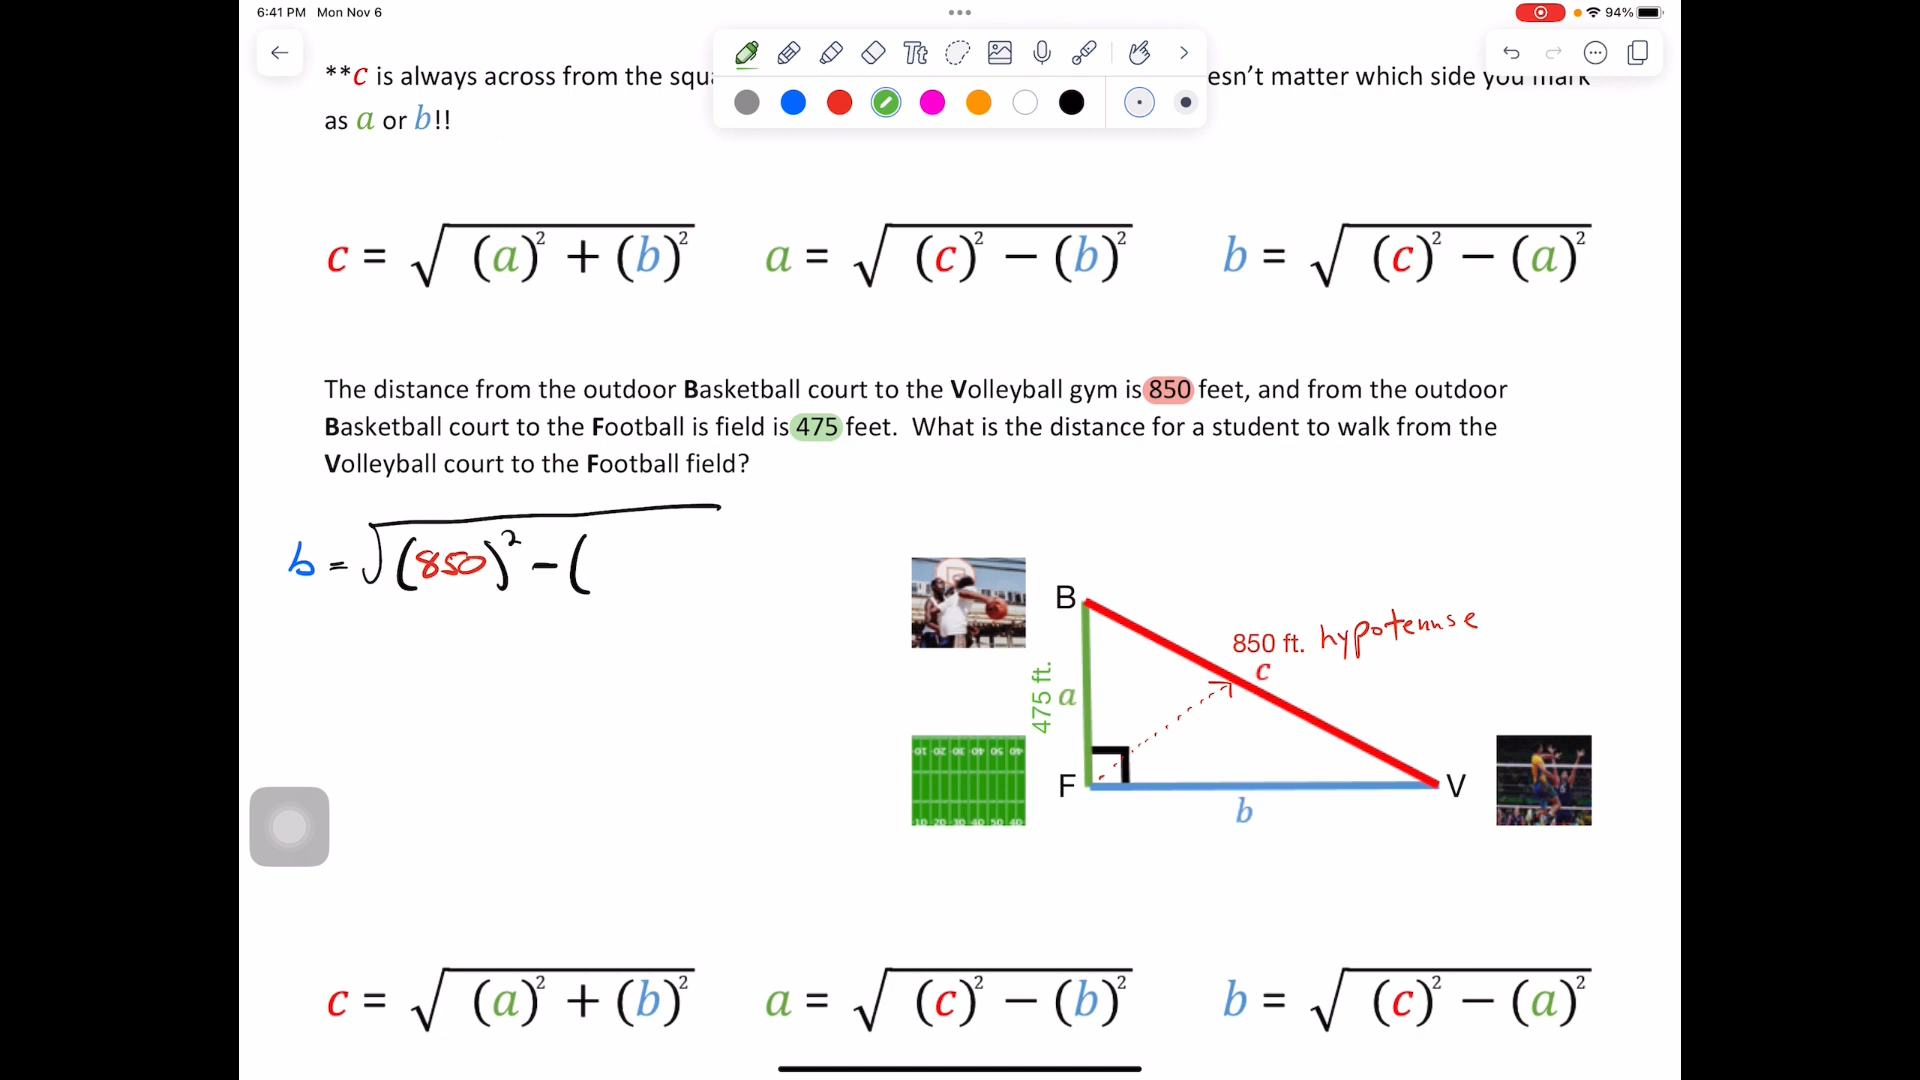 6:41 PM Mon Nov 6
94%
**c is always across from the squ
esn't matter which side you mark
as a or b!!
Tt
c = √(a)² + (b)² a = √(c)² − (b)² b = √(c)² − (a)²
The distance from the outdoor Basketball court to the Volleyball gym is 850 feet, and from the outdoor
Basketball court to the Football is field is 475 feet. What is the distance for a student to walk from the
Volleyball court to the Football field?
b = √(850)² - (
B
850 ft. hypotenuse
c
475 ft.
a
F
V
b
c = √(a)² + (b)² a = √(c)² − (b)² b = √(c)² − (a)²